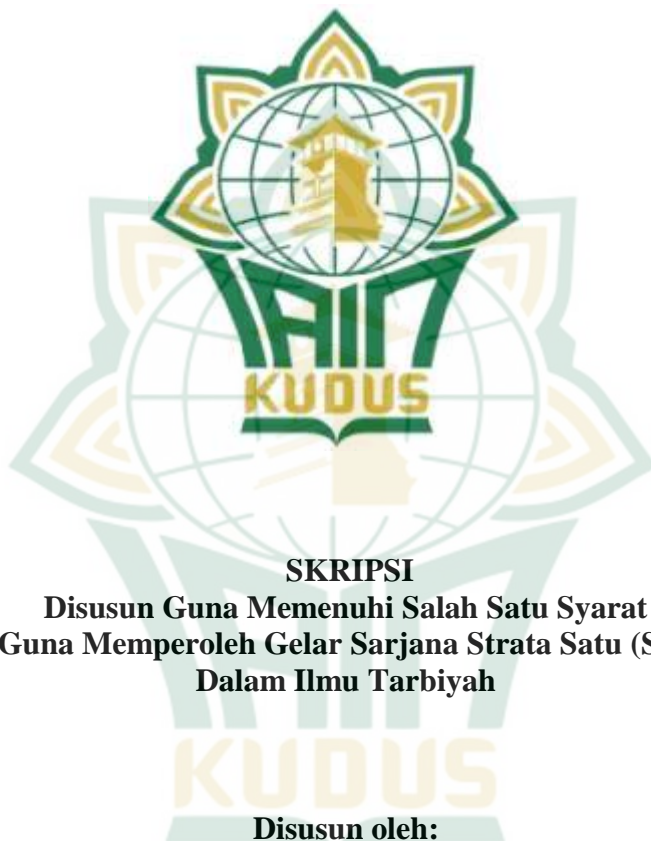 IAIN
KUDUS
SKRIPSI
Disusun Guna Memenuhi Salah Satu Syarat
Guna Memperoleh Gelar Sarjana Strata Satu (S
Dalam Ilmu Tarbiyah
KUDUS
Disusun oleh: